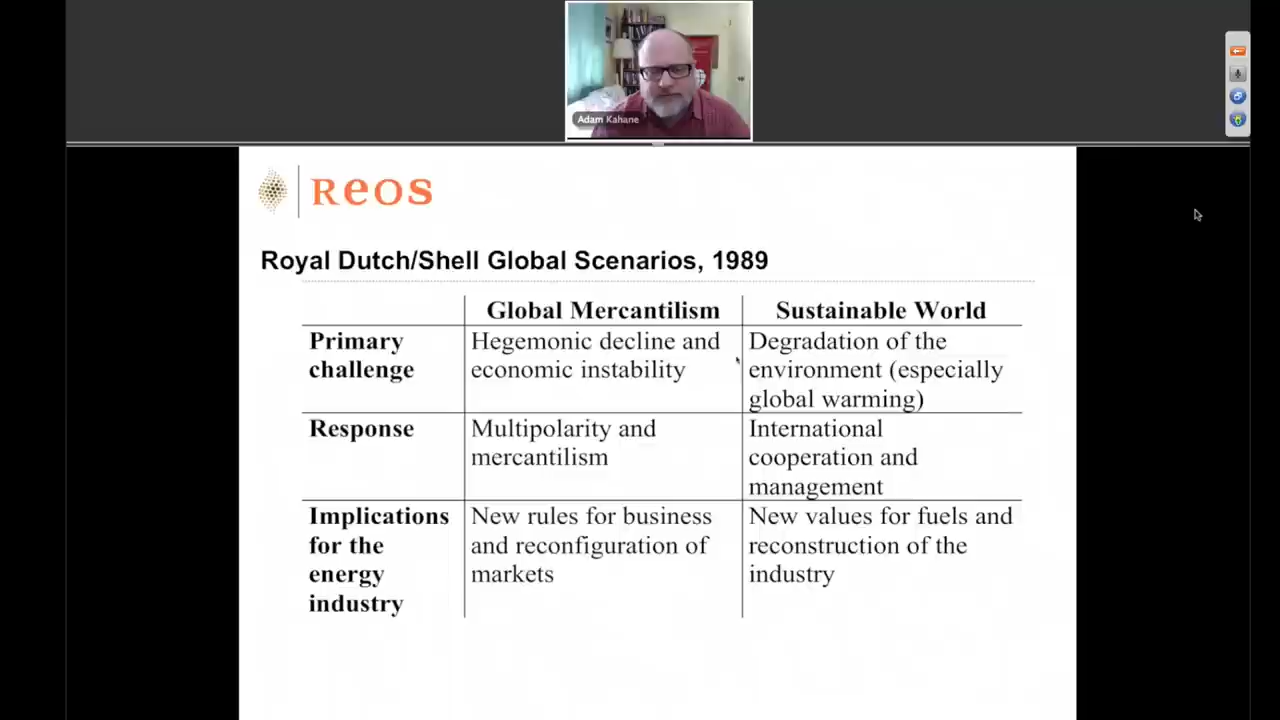 Adam Kahane
REOS
Royal Dutch/Shell Global Scenarios, 1989
Global Mercantilism
Sustainable World
Primary
challenge
Hegemonic decline and
economic instability
Degradation of the
environment (especially
global warming)
Response
Multipolarity and
mercantilism
International
cooperation and
management
Implications
for the
energy
industry
New rules for business
and reconfiguration of
markets
New values for fuels and
reconstruction of the
industry